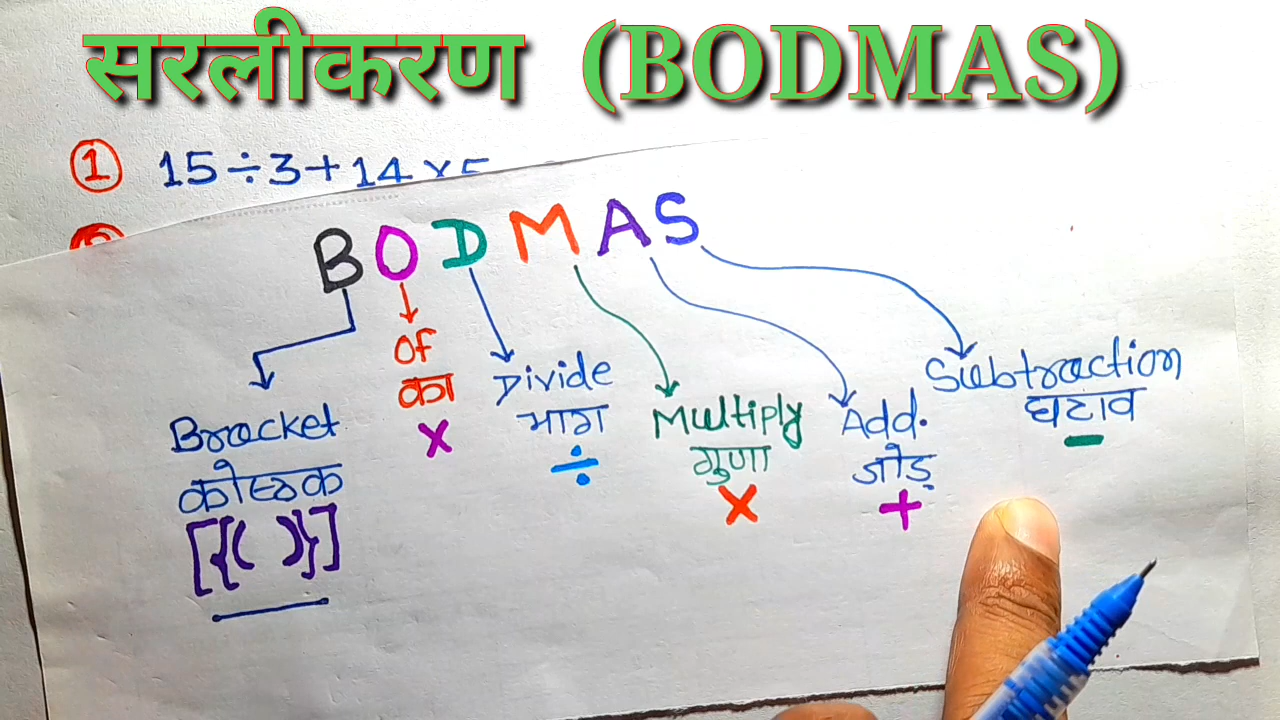 सरलीकरण (BODMAS)
① 15÷3+14×5
BODMAS
Bracket
कोष्ठक
[{( )}]
of
का
×
Divide
भाग
÷
Multiply
गुणा
×
Add.
जोड़
+
Subtraction
घटाव
-